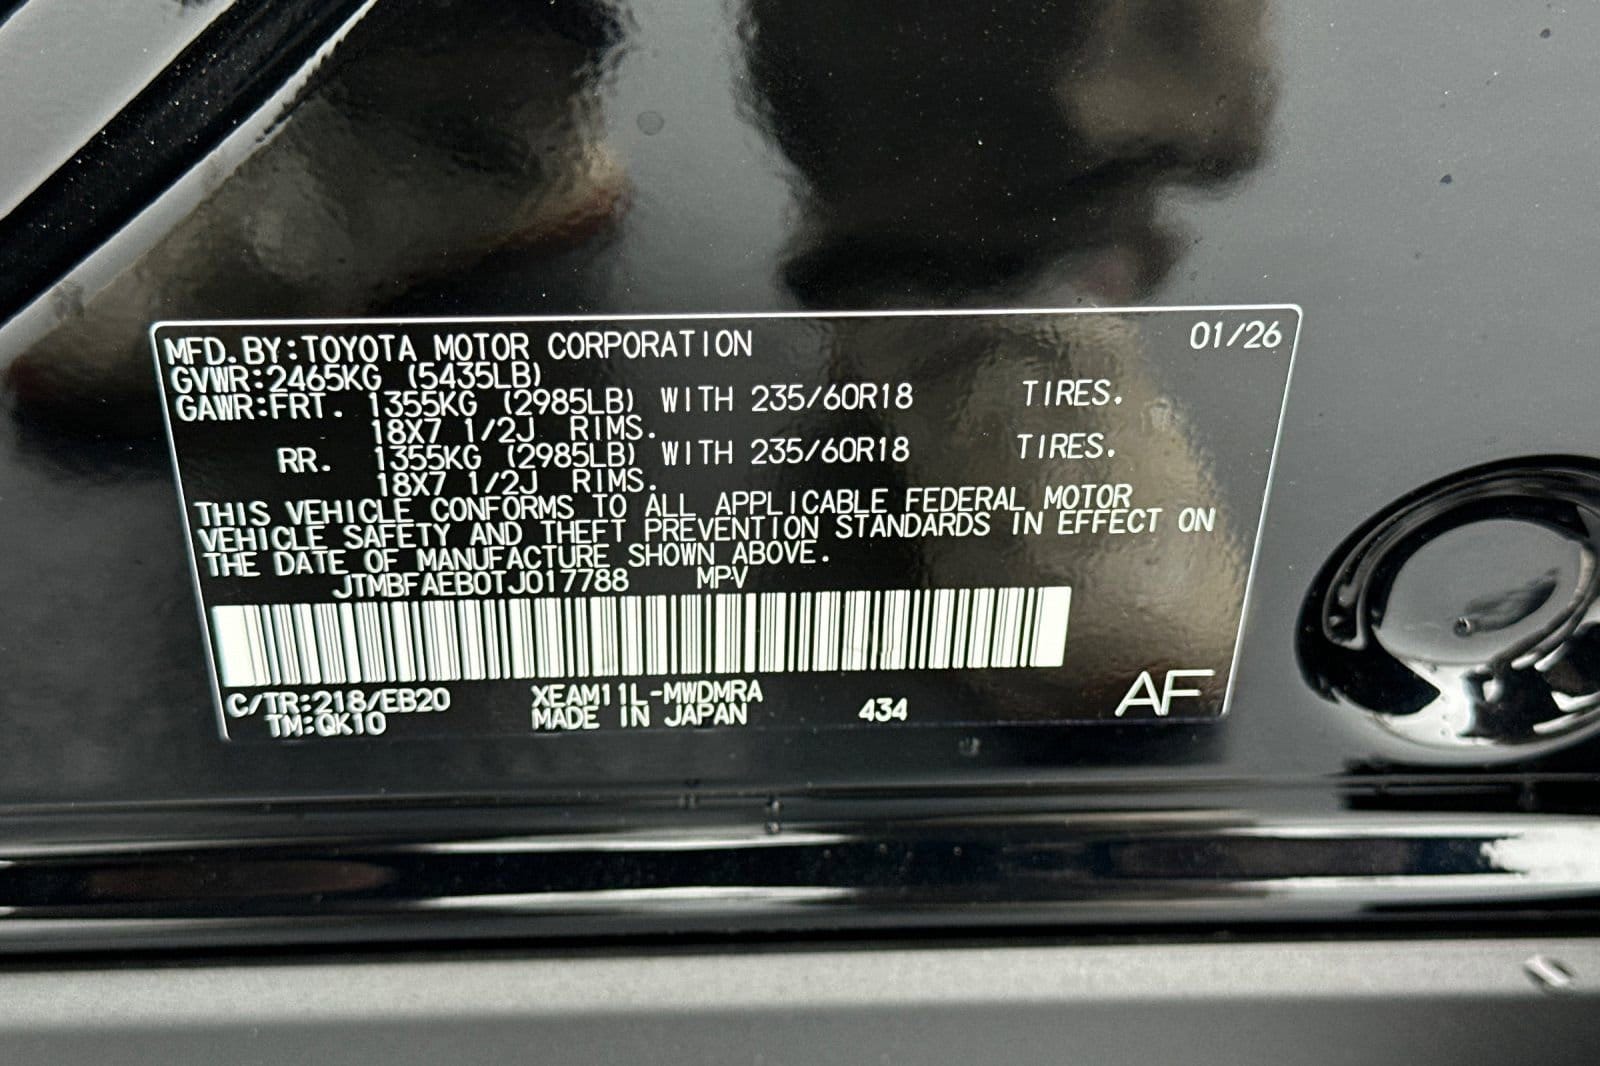 MFD. BY: TOYOTA MOTOR CORPORATION 01/26
GVWR: 2465KG (5435LB)
GAWR: FRT. 1355KG (2985LB) WITH 235/60R18 TIRES.
18X7 1/2J RIMS.
RR. 1355KG (2985LB) WITH 235/60R18 TIRES.
18X7 1/2J RIMS.
THIS VEHICLE CONFORMS TO ALL APPLICABLE FEDERAL MOTOR
VEHICLE SAFETY AND THEFT PREVENTION STANDARDS IN EFFECT ON
THE DATE OF MANUFACTURE SHOWN ABOVE.
JTMBFAEB0TJ017788 MPV
C/TR:218/EB20 XEAM11L-MWDMRA
TM:QK10 MADE IN JAPAN 434 AF